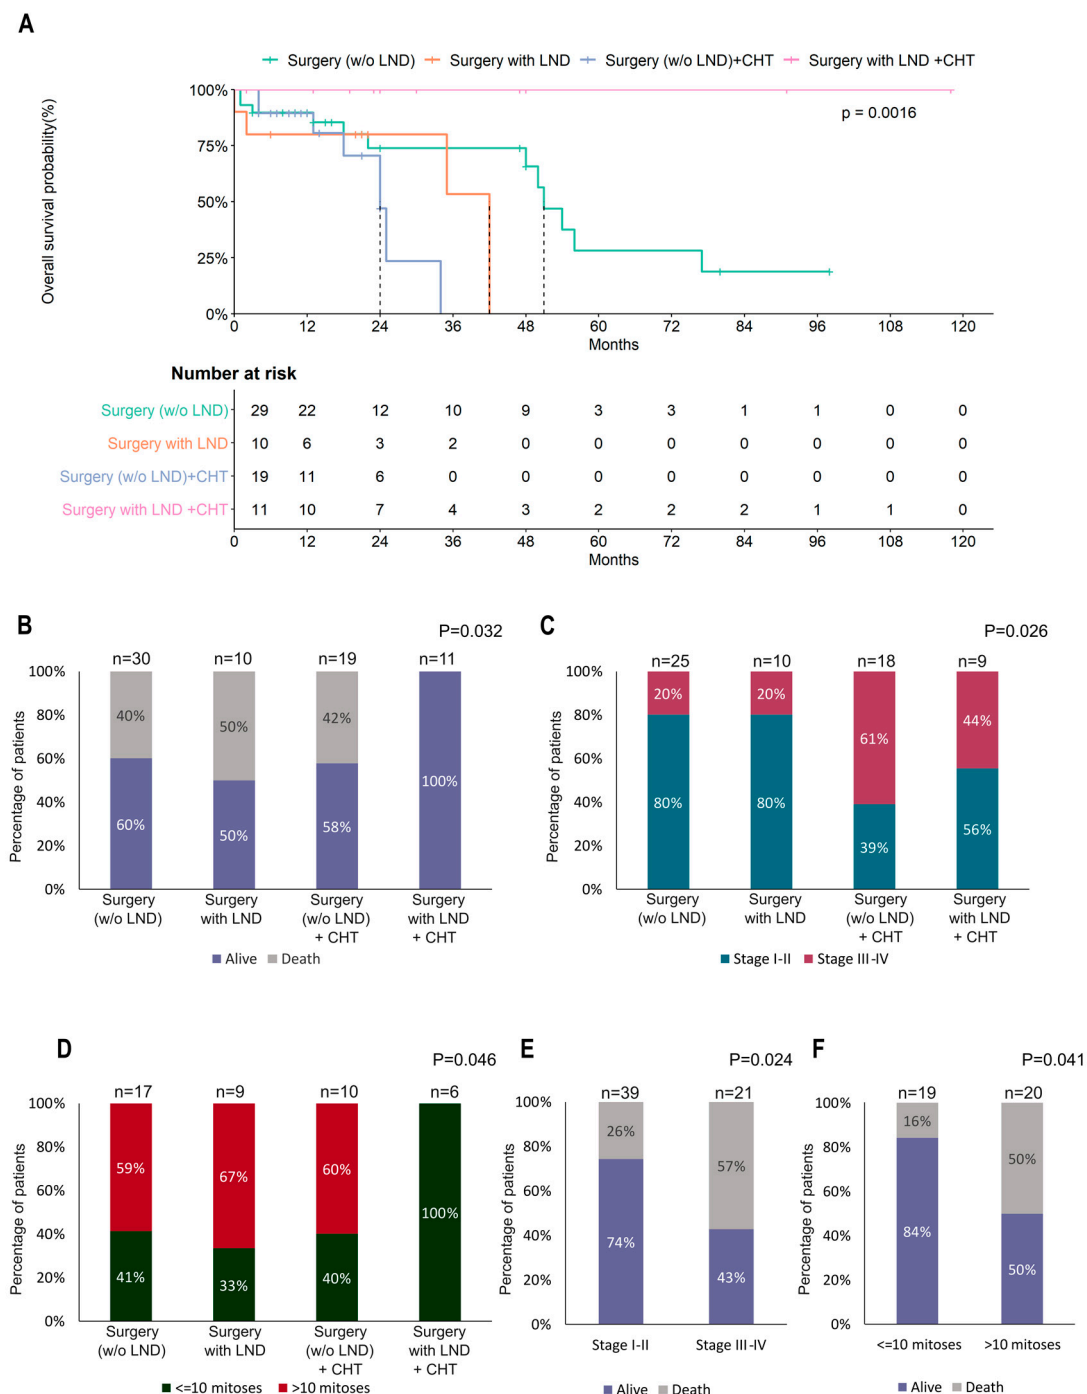 A
Surgery (w/o LND) Surgery with LND Surgery (w/o LND)+CHT Surgery with LND +CHT
100%
p = 0.0016
75%
Overall survival probability(%)
50%
25%
0%
0 12 24 36 48 60 72 84 96 108 120
Months
Number at risk
Surgery (w/o LND) 29 22 12 10 9 3 3 1 1 0 0
Surgery with LND 10 6 3 2 0 0 0 0 0 0 0
Surgery (w/o LND)+CHT 19 11 6 0 0 0 0 0 0 0 0
Surgery with LND +CHT 11 10 7 4 3 2 2 2 1 1 0
0 12 24 36 48 60 72 84 96 108 120
Months
B
P=0.032
n=30 n=10 n=19 n=11
100%
80%
60%
40%
20%
0%
Percentage of patients
40% 50% 42%
100%
60% 50% 58%
Surgery (w/o LND)
Surgery with LND
Surgery (w/o LND) + CHT
Surgery with LND + CHT
Alive Death
C
P=0.026
n=25 n=10 n=18 n=9
100%
80%
60%
40%
20%
0%
Percentage of patients
20% 20% 61% 44%
80% 80% 39% 56%
Surgery (w/o LND)
Surgery with LND
Surgery (w/o LND) + CHT
Surgery with LND + CHT
Stage I-II Stage III-IV
D
P=0.046
n=17 n=9 n=10 n=6
100%
80%
60%
40%
20%
0%
Percentage of patients
59% 67% 60%
100%
41% 33% 40%
Surgery (w/o LND)
Surgery with LND
Surgery (w/o LND) + CHT
Surgery with LND + CHT
<=10 mitoses >10 mitoses
E
P=0.024
n=39 n=21
100%
80%
60%
40%
20%
0%
Percentage of patients
26% 57%
74% 43%
Stage I-II Stage III-IV
Alive Death
F
P=0.041
n=19 n=20
100%
80%
60%
40%
20%
0%
Percentage of patients
16% 50%
84% 50%
<=10 mitoses >10 mitoses
Alive Death